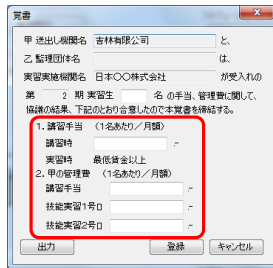 覚書
甲 送出し機関名 吉林有限公司 と、
乙 監理団体名 は、
実習実施機関名 日本○○株式会社 が受入れの
第 2 期 実習生 名 の手当、管理費に関して、
協議の結果、下記のとおり合意したので本覚書を締結する。
1. 講習手当 (1名あたり/月額)
講習時 .-
実習時 最低賃金以上
2. 甲の管理費 (1名あたり/月額)
講習手当 .-
技能実習1号ロ .-
技能実習2号ロ .-
出力 登録 キャンセル